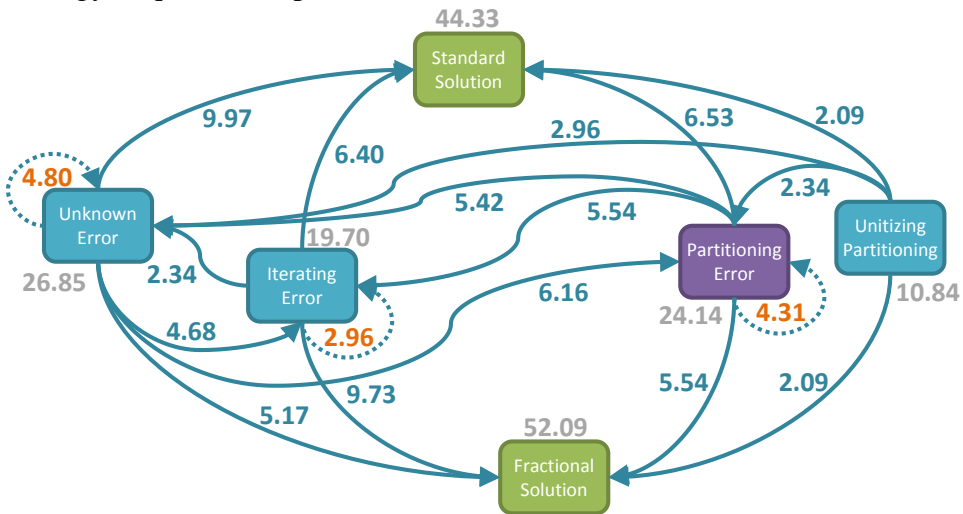 44.33
Standard
Solution
9.97
6.40
6.53
2.09
2.96
4.80
2.34
Unknown
Error
5.42
5.54
Unitizing
Partitioning
19.70
Partitioning
Error
26.85
2.34
Iterating
Error
6.16
24.14
4.31
10.84
4.68
2.96
5.17
9.73
5.54
2.09
52.09
Fractional
Solution